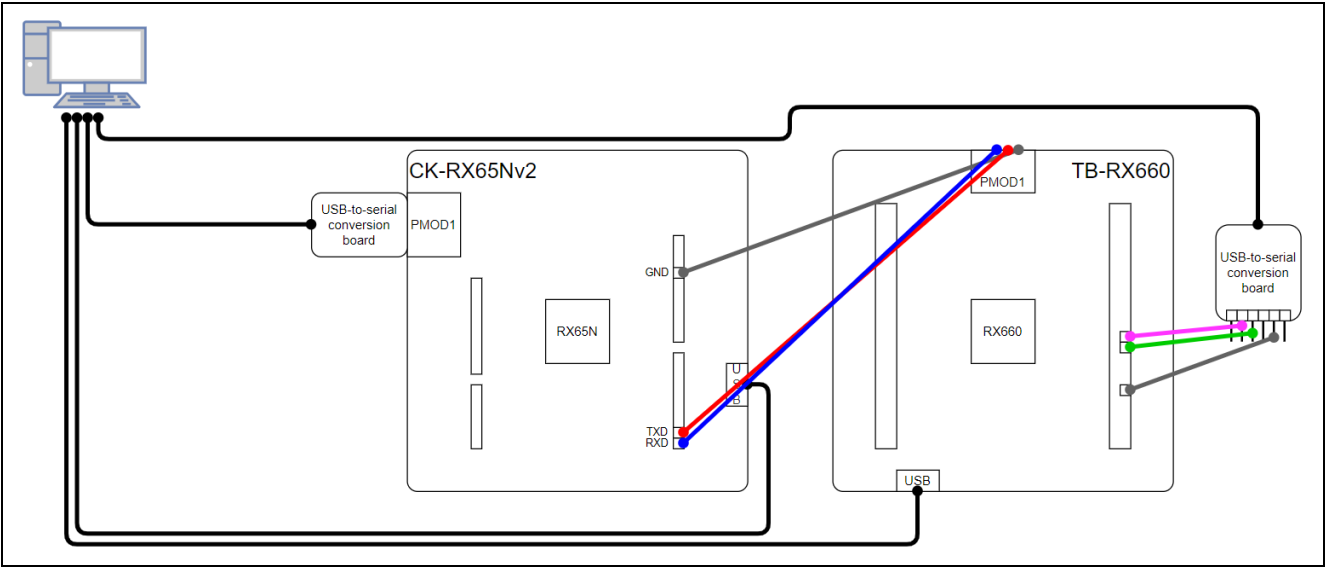 CK-RX65Nv2
TB-RX660
PMOD1
USB-to-serial
conversion
board
PMOD1
USB-to-serial
conversion
board
GND
RX65N
RX660
U
S
B
TXD
RXD
USB